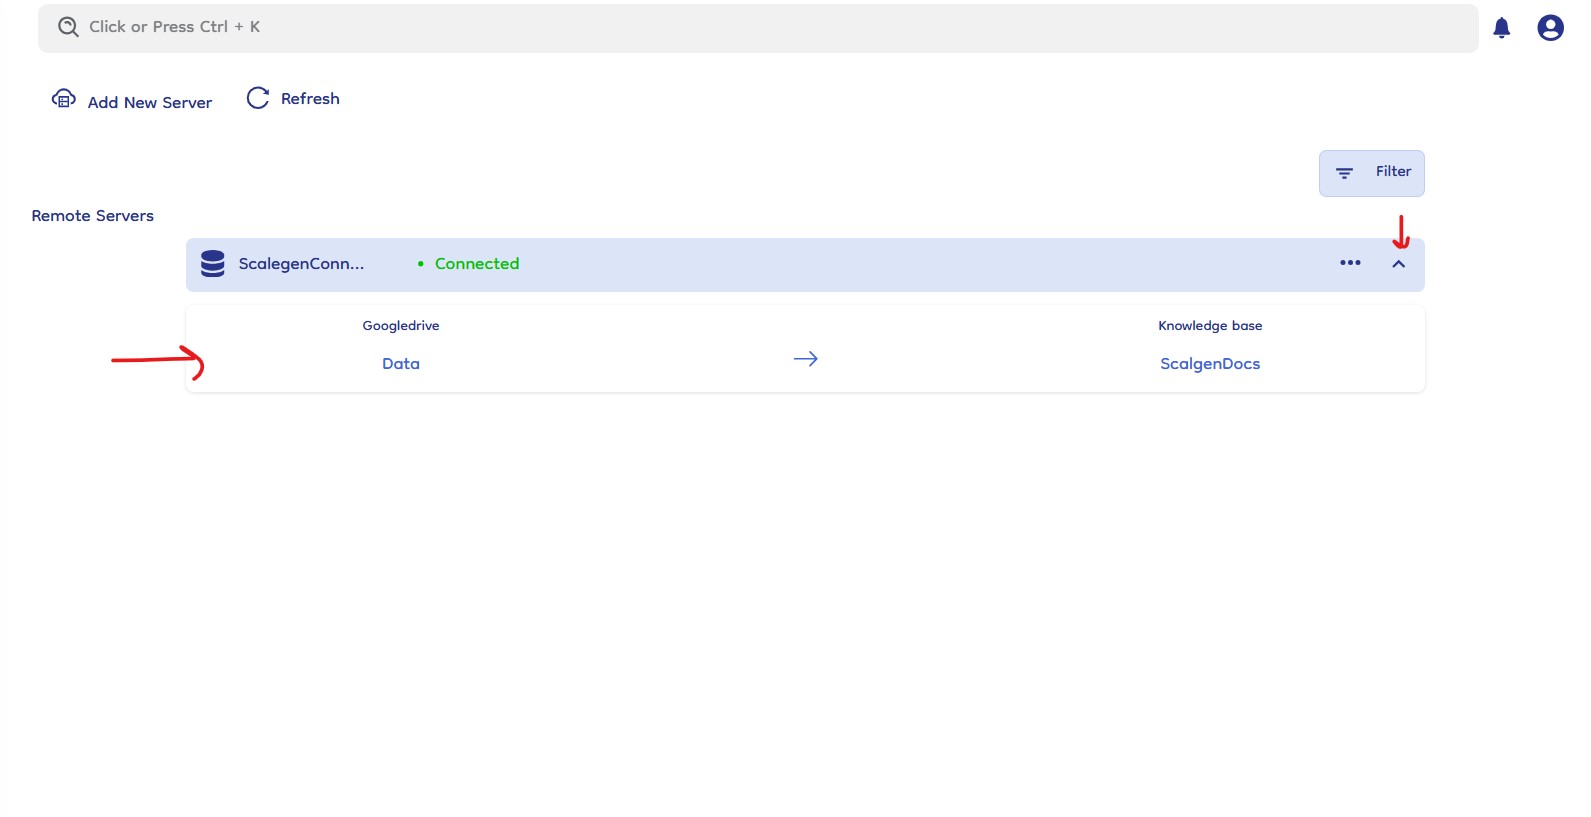 Click or Press Ctrl + K
Add New Server Refresh
Filter
Remote Servers
ScalegenConn... • Connected
Googledrive Knowledge base
Data ScalgenDocs